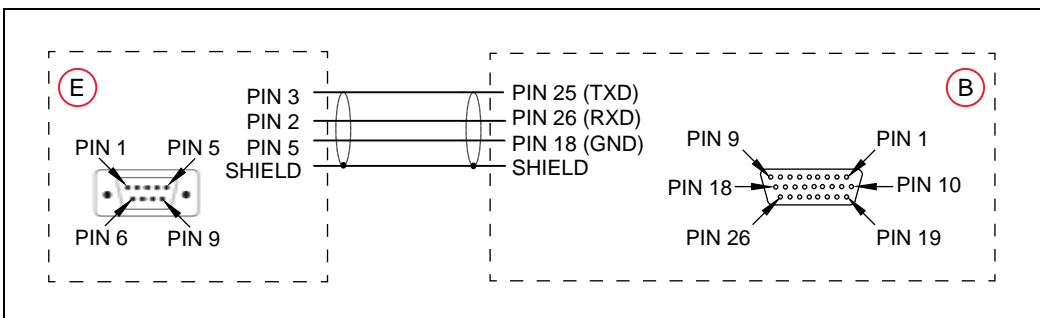 E
B
PIN 3
PIN 25 (TXD)
PIN 2
PIN 26 (RXD)
PIN 5
PIN 18 (GND)
SHIELD
SHIELD
PIN 1
PIN 5
PIN 6
PIN 9
PIN 9
PIN 1
PIN 18
PIN 10
PIN 26
PIN 19